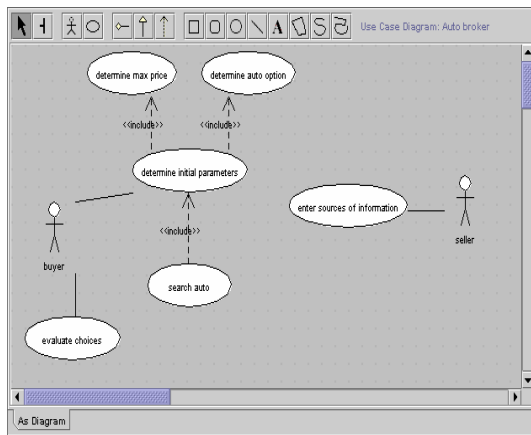 A
Use Case Diagram: Auto broker
determine max price
determine auto option
<<include>>
<<include>>
determine initial parameters
enter sources of information
seller
buyer
<<include>>
search auto
evaluate choices
As Diagram